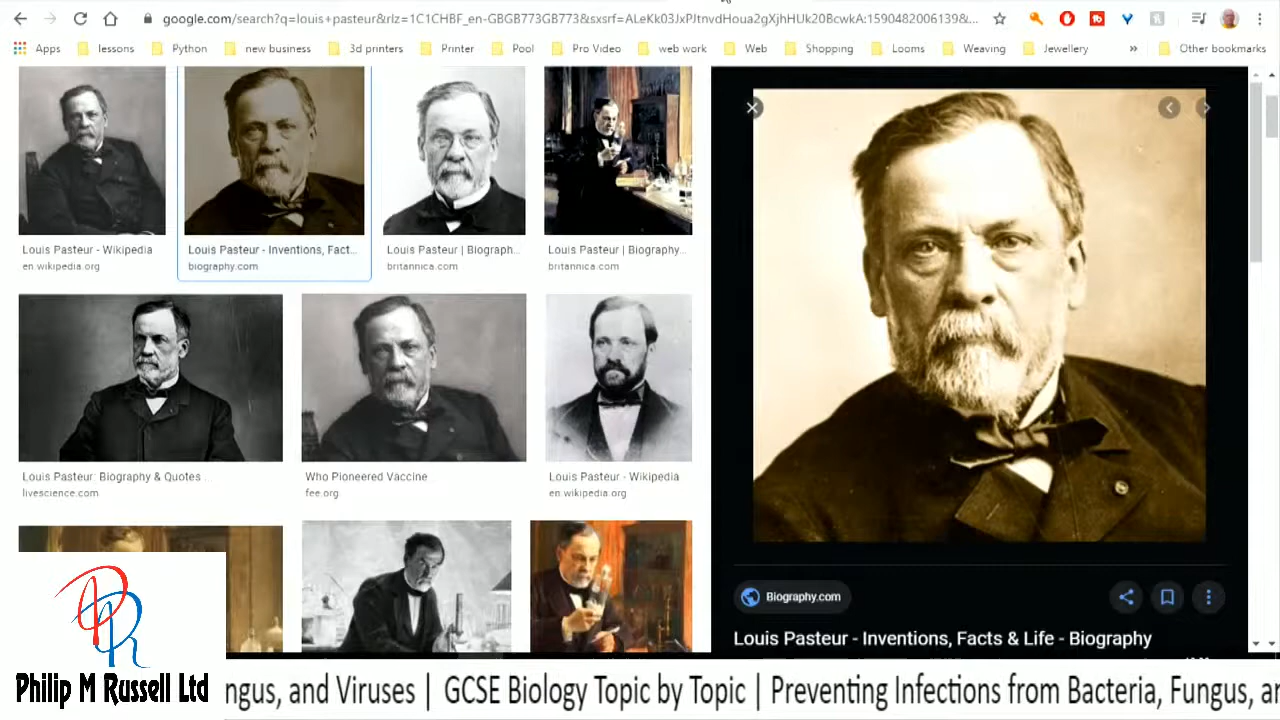 google.com/search?q=louis+pasteur&rlz=1C1CHBF_en-GBGB773GB773&sxsrf=ALeKk03JxPJtnvdHoua2gXjhHUk20BcwkA:1590482006139&...
Apps lessons Python new business 3d printers Printer Pool Pro Video web work Web Shopping Looms Weaving Jewellery » Other bookmarks
Louis Pasteur - Wikipedia
en.wikipedia.org
Louis Pasteur - Inventions, Fact...
biography.com
Louis Pasteur | Biograph...
britannica.com
Louis Pasteur | Biography...
britannica.com
Louis Pasteur: Biography & Quotes ...
livescience.com
Who Pioneered Vaccine
fee.org
Louis Pasteur - Wikipedia
en.wikipedia.org
Biography.com
Louis Pasteur - Inventions, Facts & Life - Biography
Philip M Russell Ltd
ngus, and Viruses | GCSE Biology Topic by Topic | Preventing Infections from Bacteria, Fungus, an